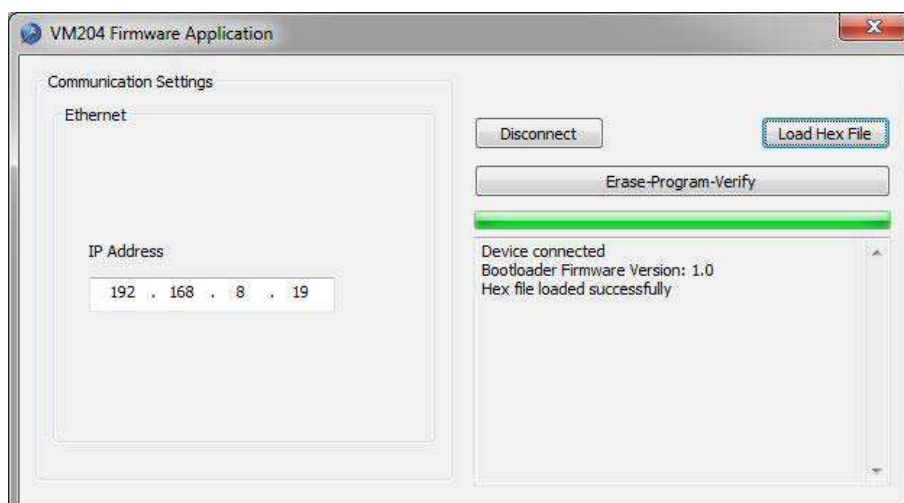 VM204 Firmware Application
Communication Settings
Ethernet
IP Address
192 . 168 . 8 . 19
Disconnect
Load Hex File
Erase-Program-Verify
Device connected
Bootloader Firmware Version: 1.0
Hex file loaded successfully